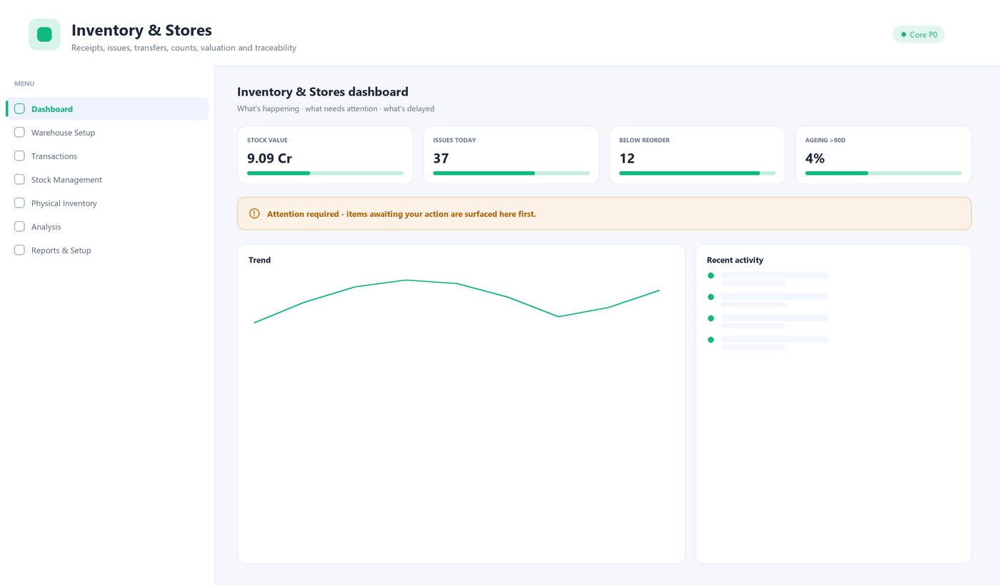 Inventory & Stores
Receipts, issues, transfers, counts, valuation and traceability
Core P0
MENU
Dashboard
Warehouse Setup
Transactions
Stock Management
Physical Inventory
Analysis
Reports & Setup
Inventory & Stores dashboard
What's happening · what needs attention · what's delayed
STOCK VALUE
9.09 Cr
ISSUES TODAY
37
BELOW REORDER
12
AGEING >90D
4%
Attention required - items awaiting your action are surfaced here first.
Trend
Recent activity